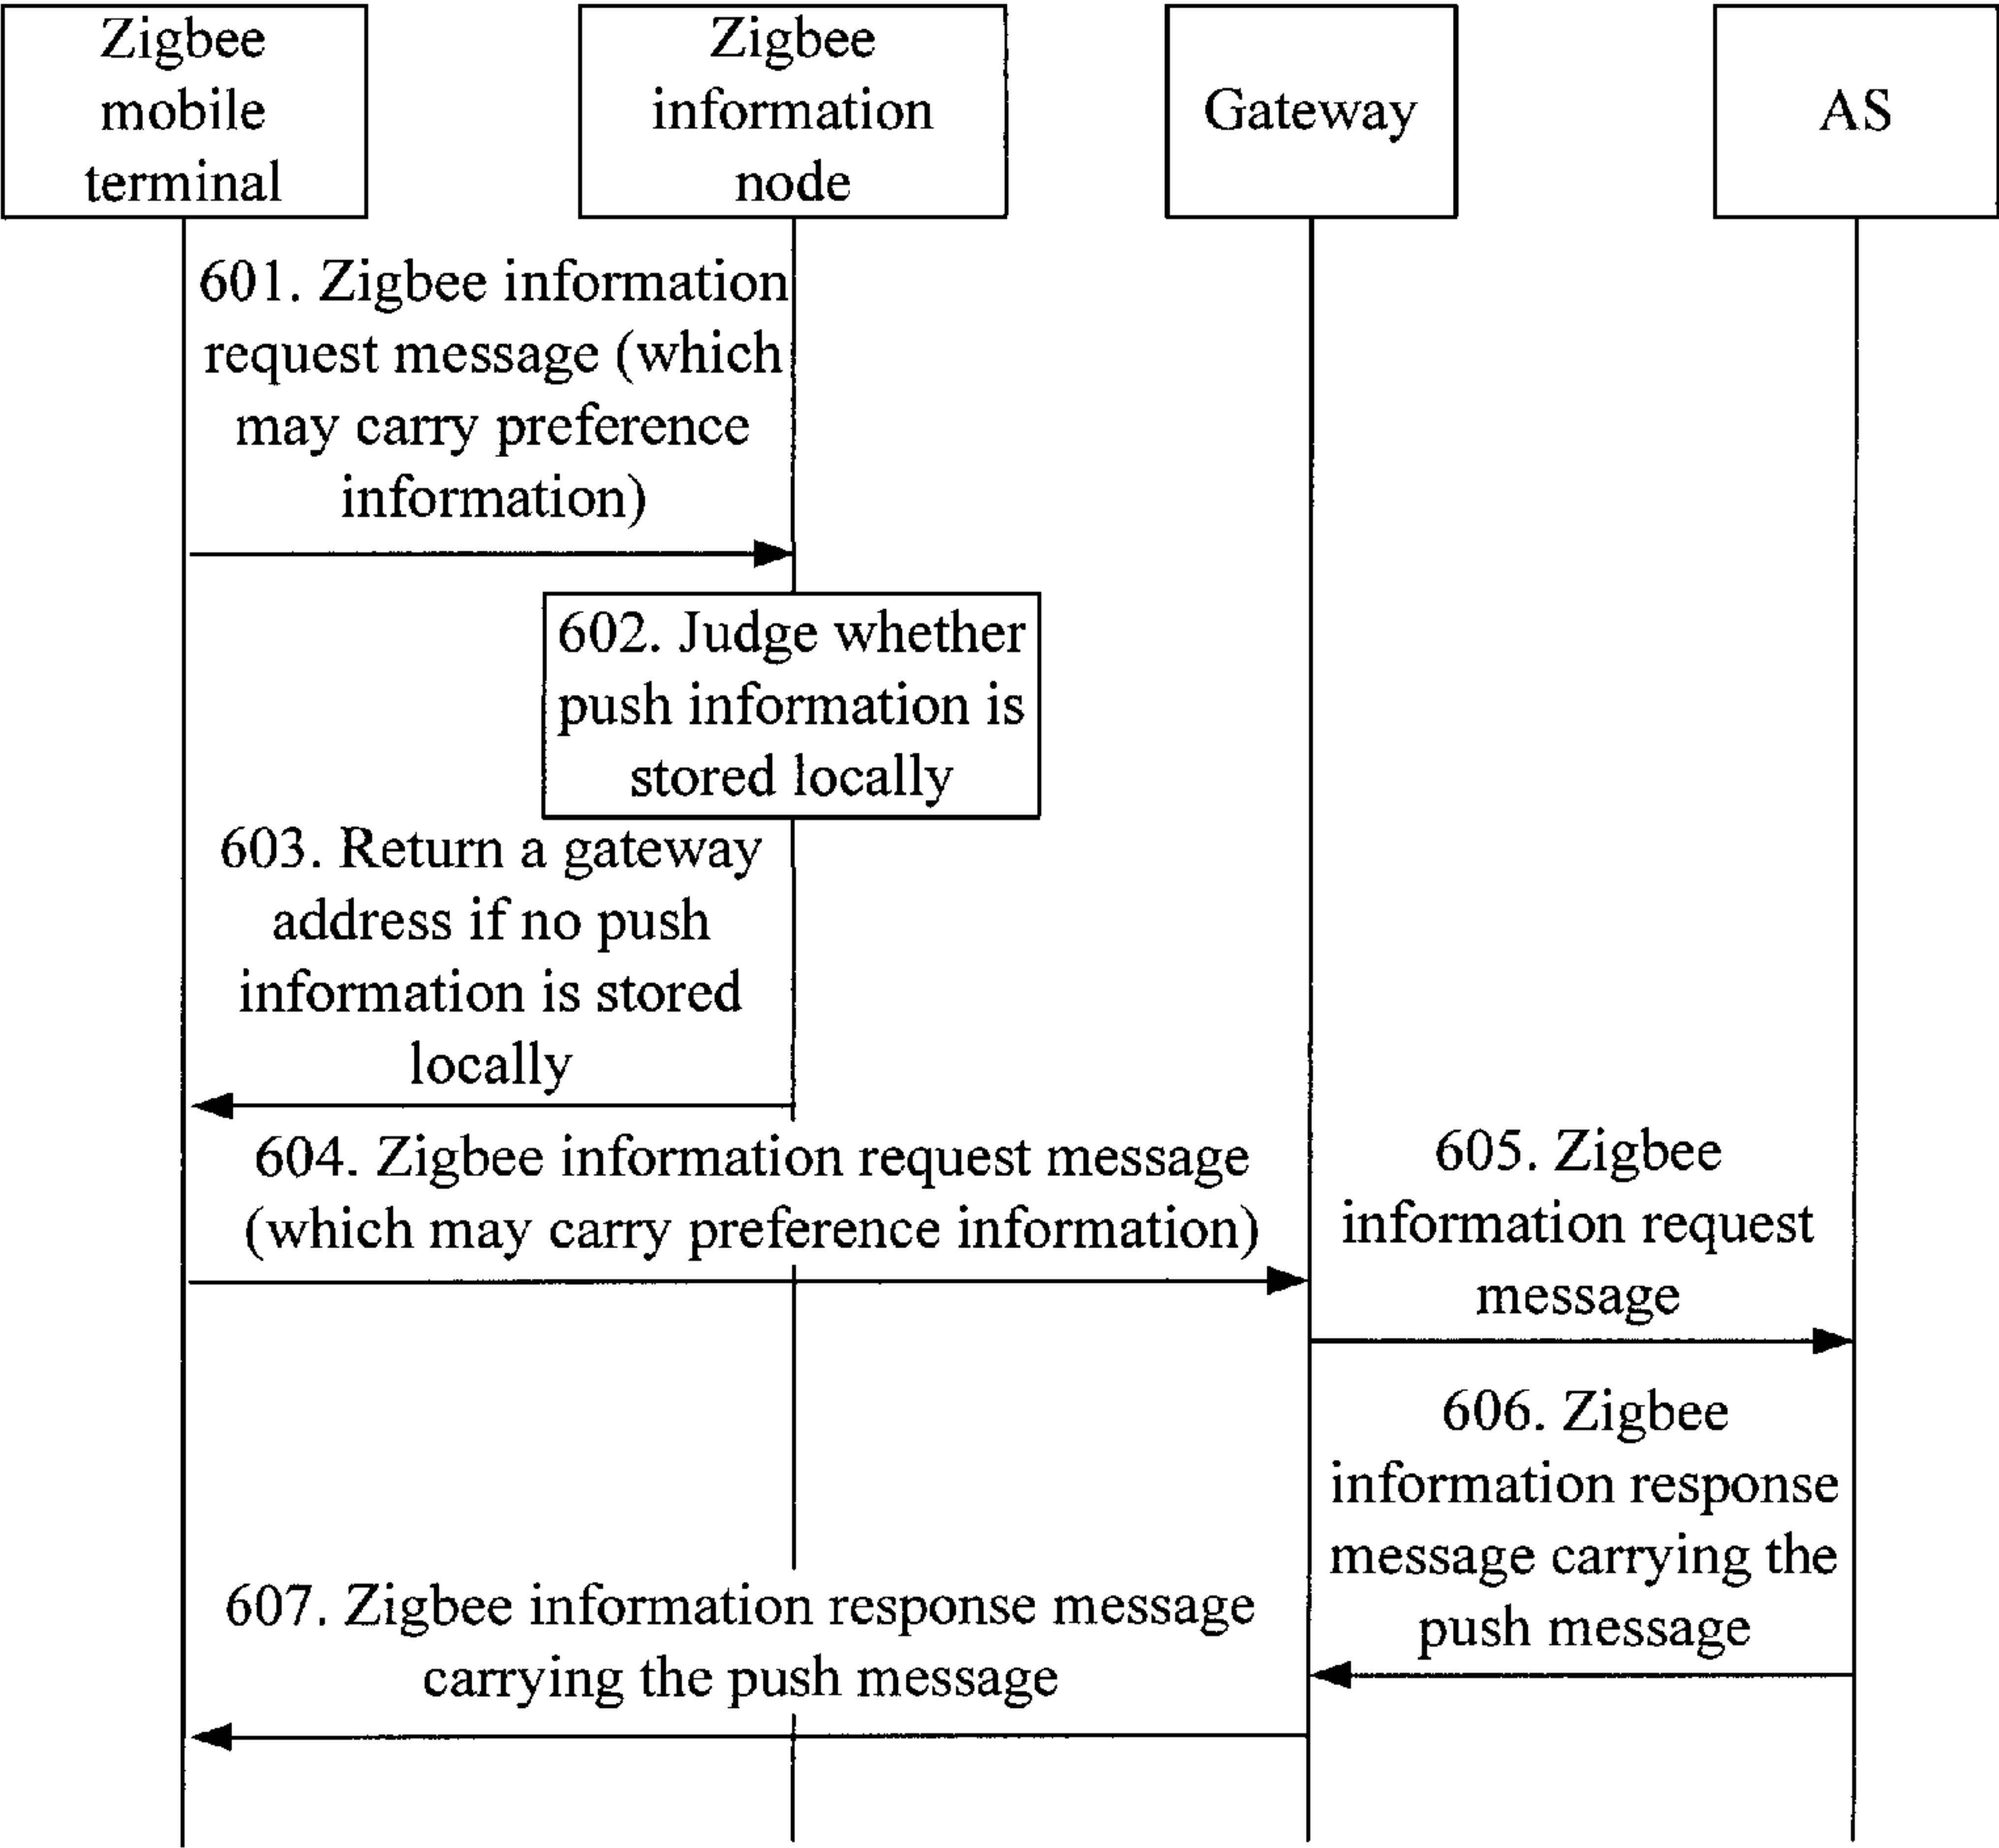 Zigbee
mobile
terminal
Zigbee
information
node
Gateway
AS
601. Zigbee information
request message (which
may carry preference
information)
602. Judge whether
push information is
stored locally
603. Return a gateway
address if no push
information is stored
locally
604. Zigbee information request message
(which may carry preference information)
605. Zigbee
information request
message
606. Zigbee
information response
message carrying the
push message
607. Zigbee information response message
carrying the push message